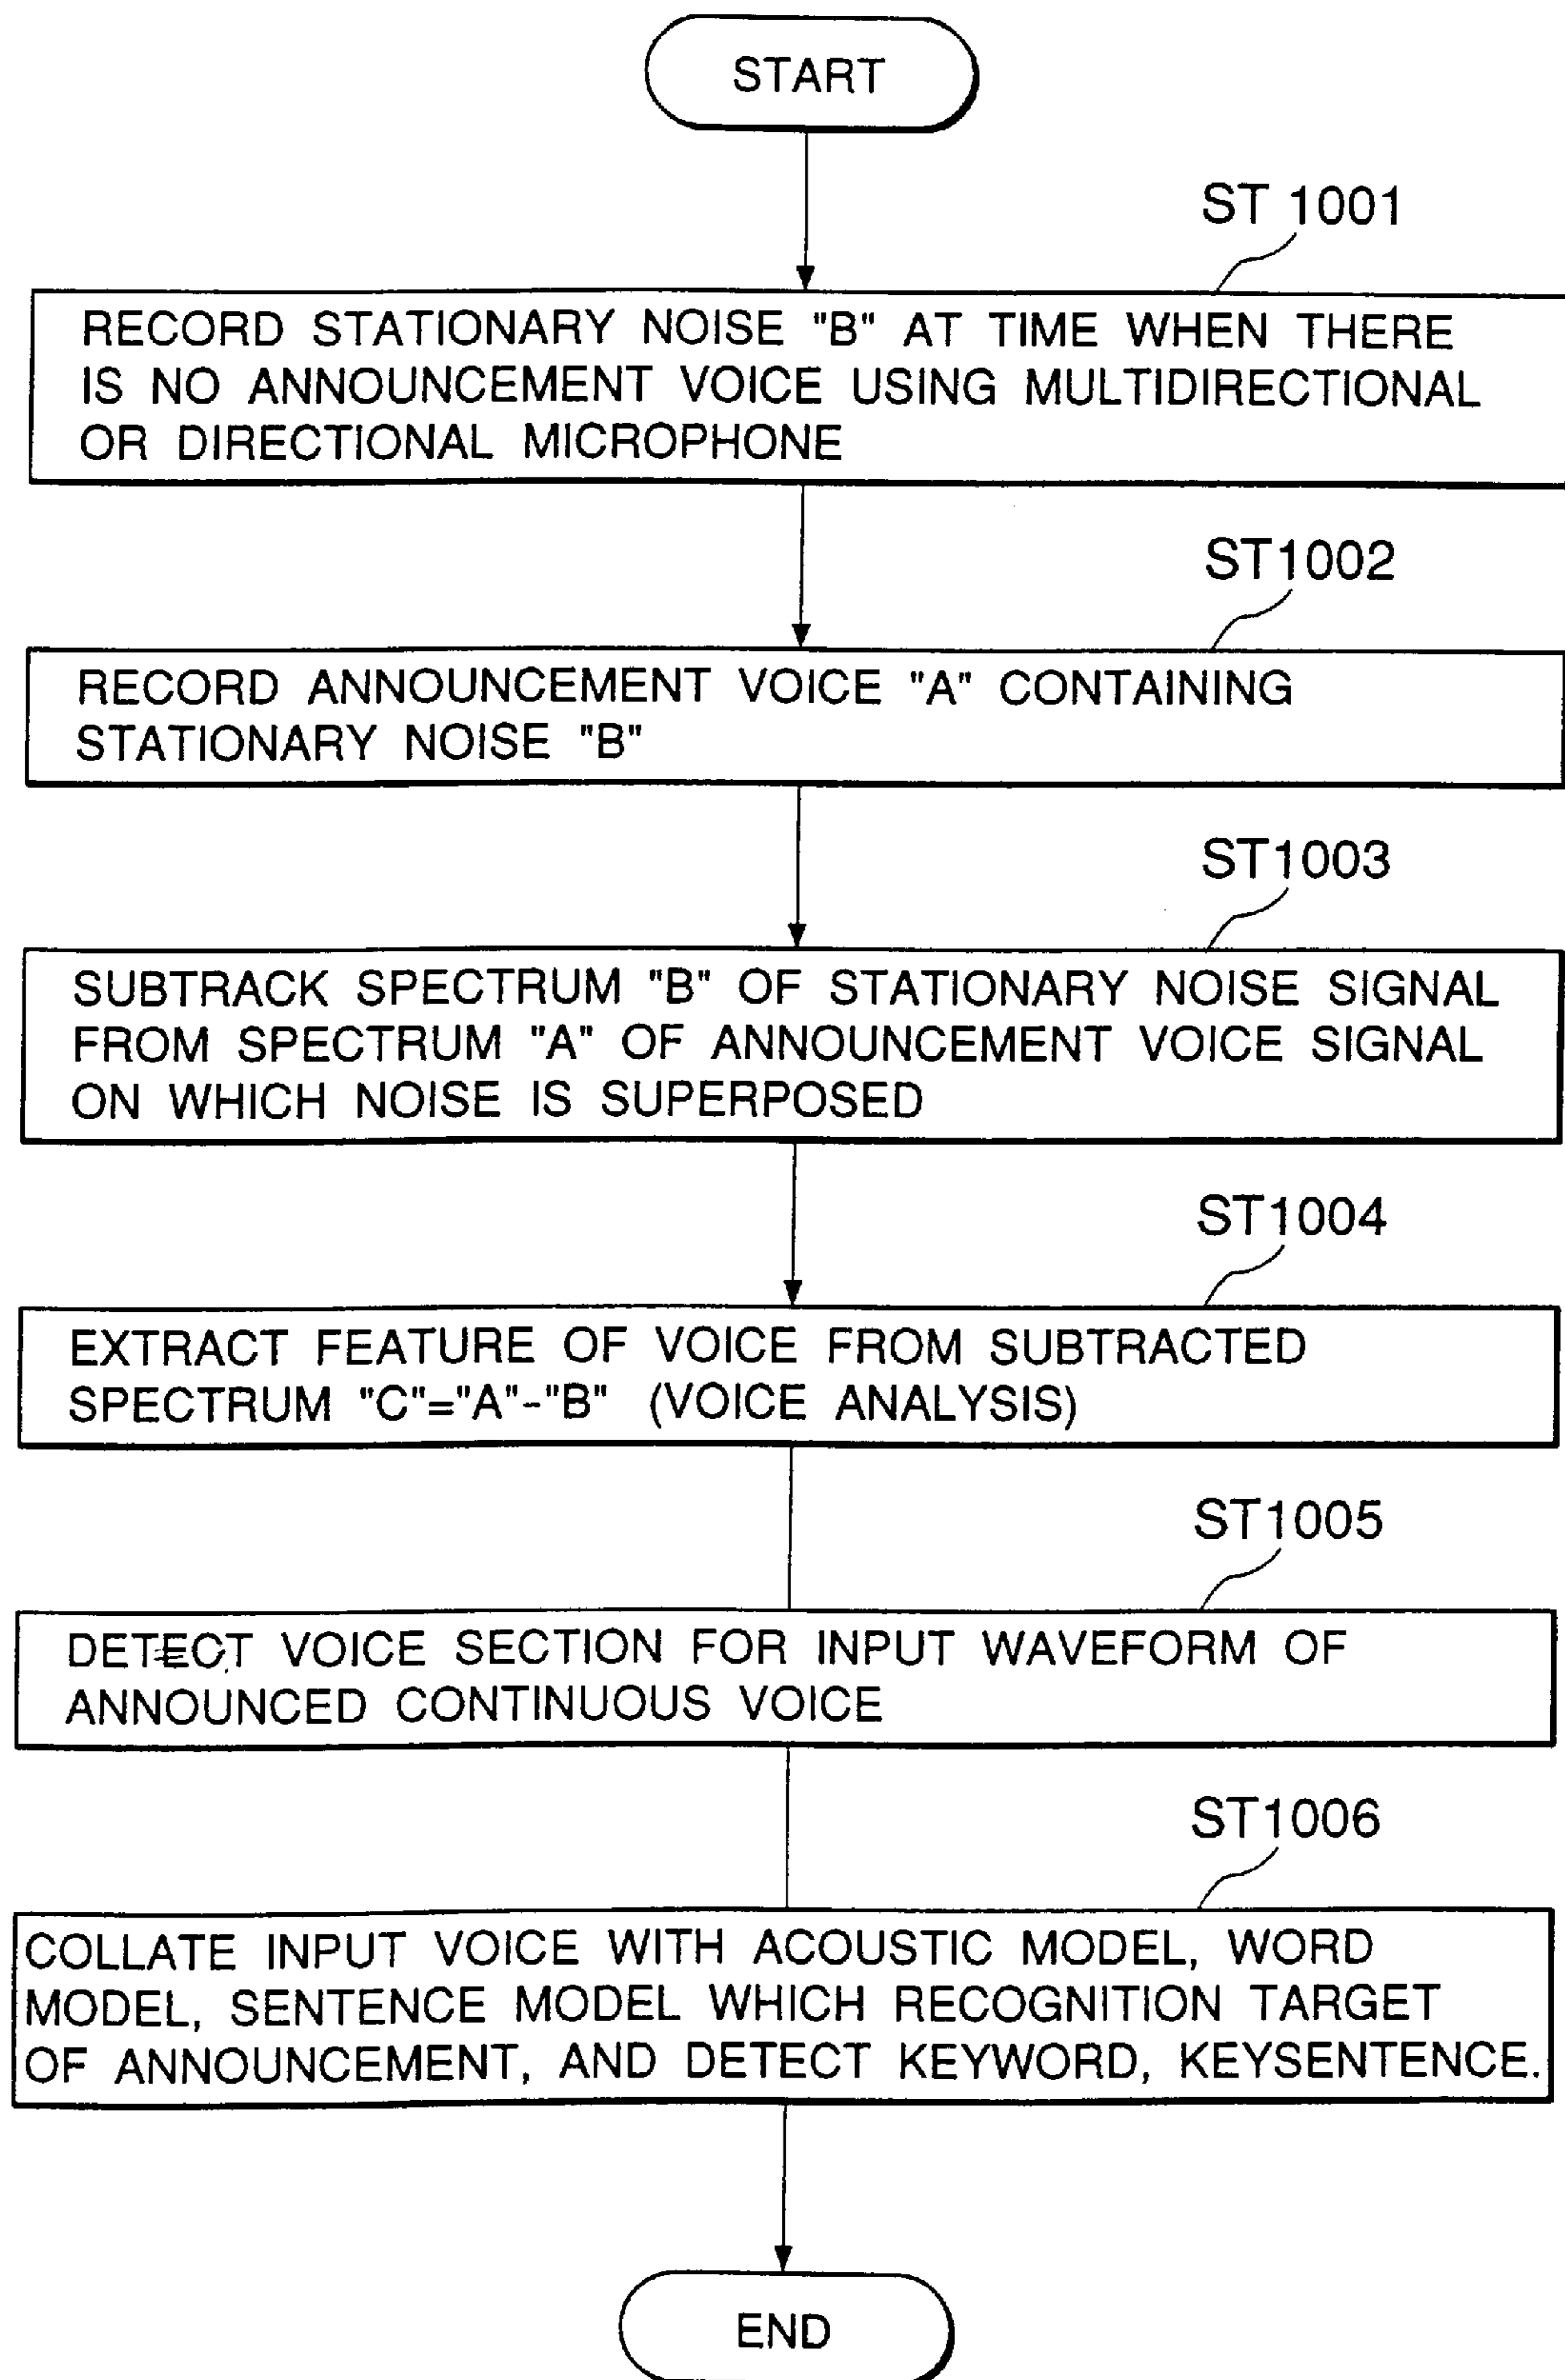 START
ST 1001
RECORD STATIONARY NOISE "B" AT TIME WHEN THERE
IS NO ANNOUNCEMENT VOICE USING MULTIDIRECTIONAL
OR DIRECTIONAL MICROPHONE
ST1002
RECORD ANNOUNCEMENT VOICE "A" CONTAINING
STATIONARY NOISE "B"
ST1003
SUBTRACK SPECTRUM "B" OF STATIONARY NOISE SIGNAL
FROM SPECTRUM "A" OF ANNOUNCEMENT VOICE SIGNAL
ON WHICH NOISE IS SUPERPOSED
ST1004
EXTRACT FEATURE OF VOICE FROM SUBTRACTED
SPECTRUM "C"="A"-"B" (VOICE ANALYSIS)
ST1005
DETECT VOICE SECTION FOR INPUT WAVEFORM OF
ANNOUNCED CONTINUOUS VOICE
ST1006
COLLATE INPUT VOICE WITH ACOUSTIC MODEL, WORD
MODEL, SENTENCE MODEL WHICH RECOGNITION TARGET
OF ANNOUNCEMENT, AND DETECT KEYWORD, KEYSENTENCE.
END